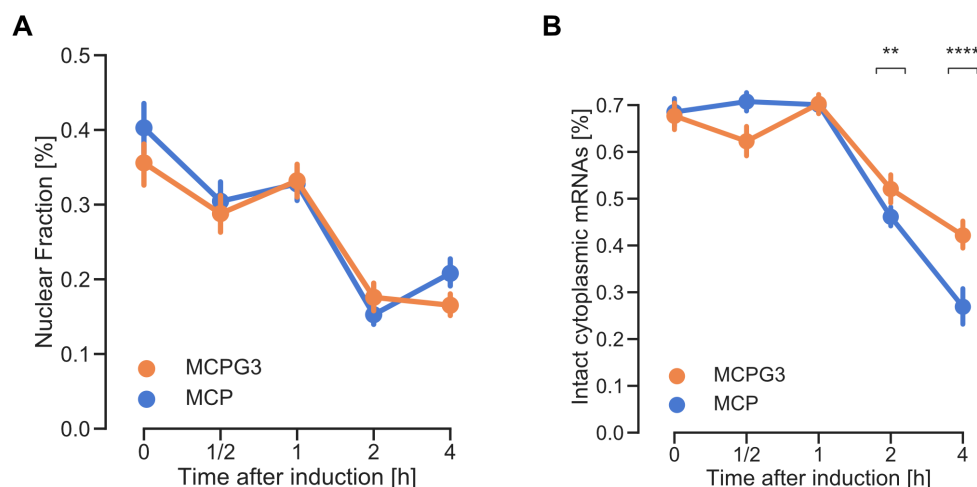 A
0.5
0.4
0.3
0.2
0.1
0.0
Nuclear Fraction [%]
MCPG3
MCP
0 1/2 1 2 4
Time after induction [h]
B
** ****
0.7
0.6
0.5
0.4
0.3
0.2
0.1
0.0
Intact cytoplasmic mRNAs [%]
MCPG3
MCP
0 1/2 1 2 4
Time after induction [h]